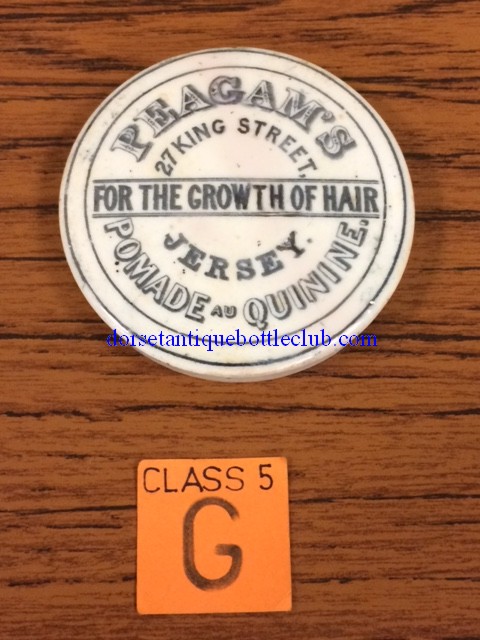 PEAGAM'S
27 KING STREET,
FOR THE GROWTH OF HAIR
JERSEY.
POMADE AU QUININE.
dorsetantiquebottleclub.com
CLASS 5
G